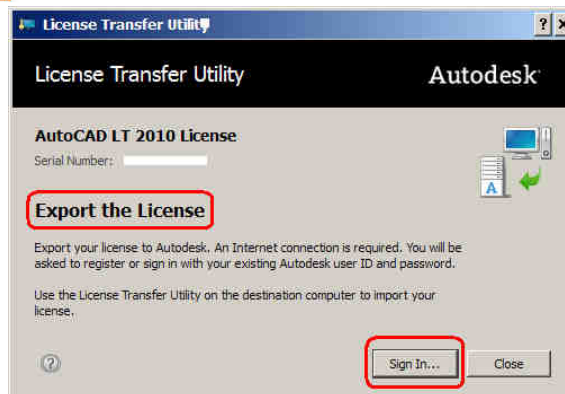 License Transfer Utility
? x
License Transfer Utility
Autodesk
AutoCAD LT 2010 License
Serial Number:
A
Export the License
Export your license to Autodesk. An Internet connection is required. You will be
asked to register or sign in with your existing Autodesk user ID and password.
Use the License Transfer Utility on the destination computer to import your
license.
?
Sign In...
Close